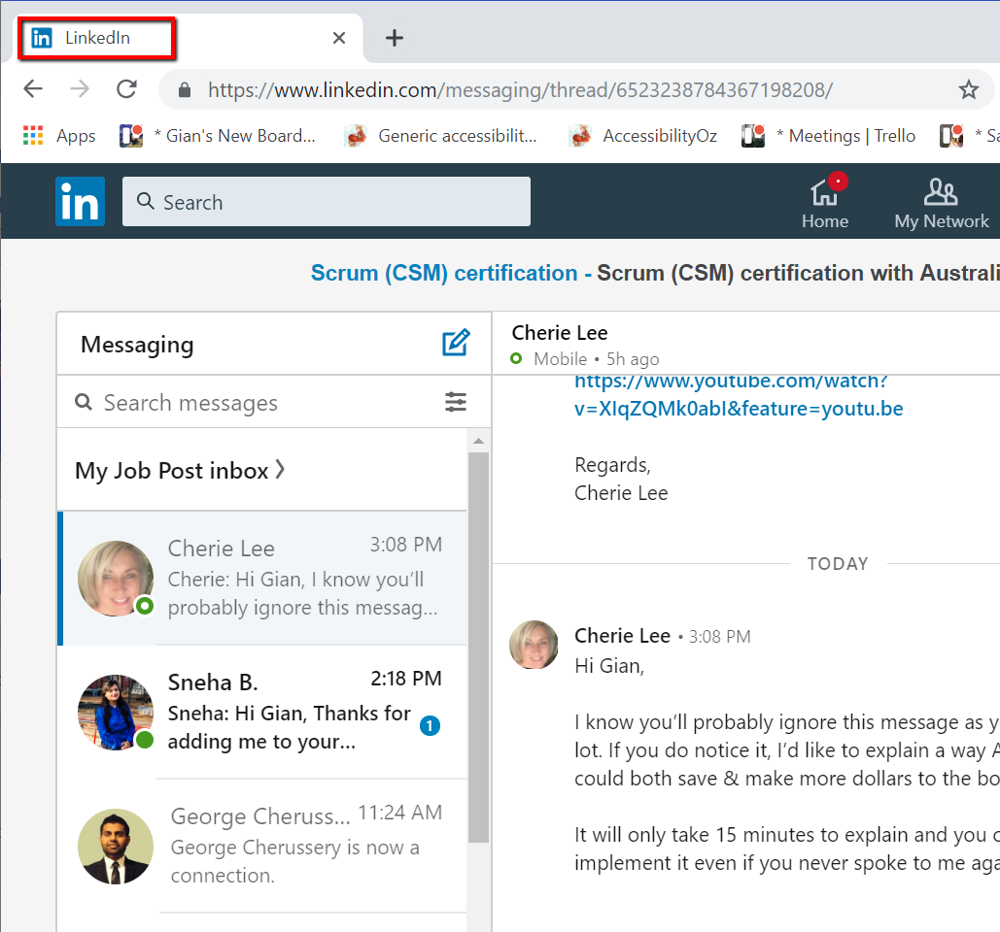 in LinkedIn
https://www.linkedin.com/messaging/thread/6523238784367198208/
Apps * Gian's New Board... Generic accessibilit... AccessibilityOz * Meetings | Trello * Sa
in Search Home My Network
Scrum (CSM) certification - Scrum (CSM) certification with Australi
Messaging
Search messages
My Job Post inbox
Cherie Lee 3:08 PM
Cherie: Hi Gian, I know you’ll
probably ignore this messag...
Sneha B. 2:18 PM
Sneha: Hi Gian, Thanks for
adding me to your...
1
George Cheruss... 11:24 AM
George Cherussery is now a
connection.
Cherie Lee
Mobile • 5h ago
https://www.youtube.com/watch?
v=XIqZQMk0abI&feature=youtu.be
Regards,
Cherie Lee
TODAY
Cherie Lee • 3:08 PM
Hi Gian,
I know you’ll probably ignore this message as y
lot. If you do notice it, I’d like to explain a way A
could both save & make more dollars to the bo
It will only take 15 minutes to explain and you c
implement it even if you never spoke to me aga